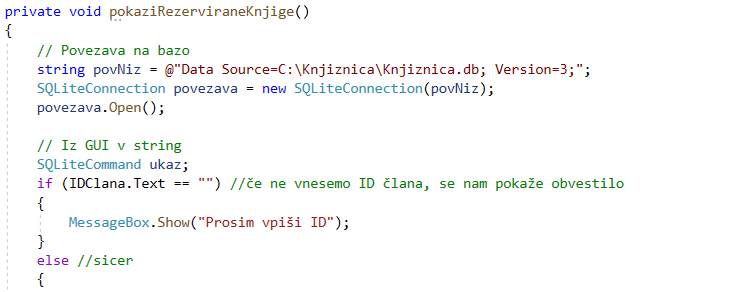 private void pokaziRezerviraneKnjige()
{
// Povezava na bazo
string povNiz = @"Data Source=C:\Knjiznica\Knjiznica.db; Version=3;";
SQLiteConnection povezava = new SQLiteConnection(povNiz);
povezava.Open();
// Iz GUI v string
SQLiteCommand ukaz;
if (IDClana.Text == "") //če ne vnesemo ID člana, se nam pokaže obvestilo
{
MessageBox.Show("Prosim vpiši ID");
}
else //sicer
{